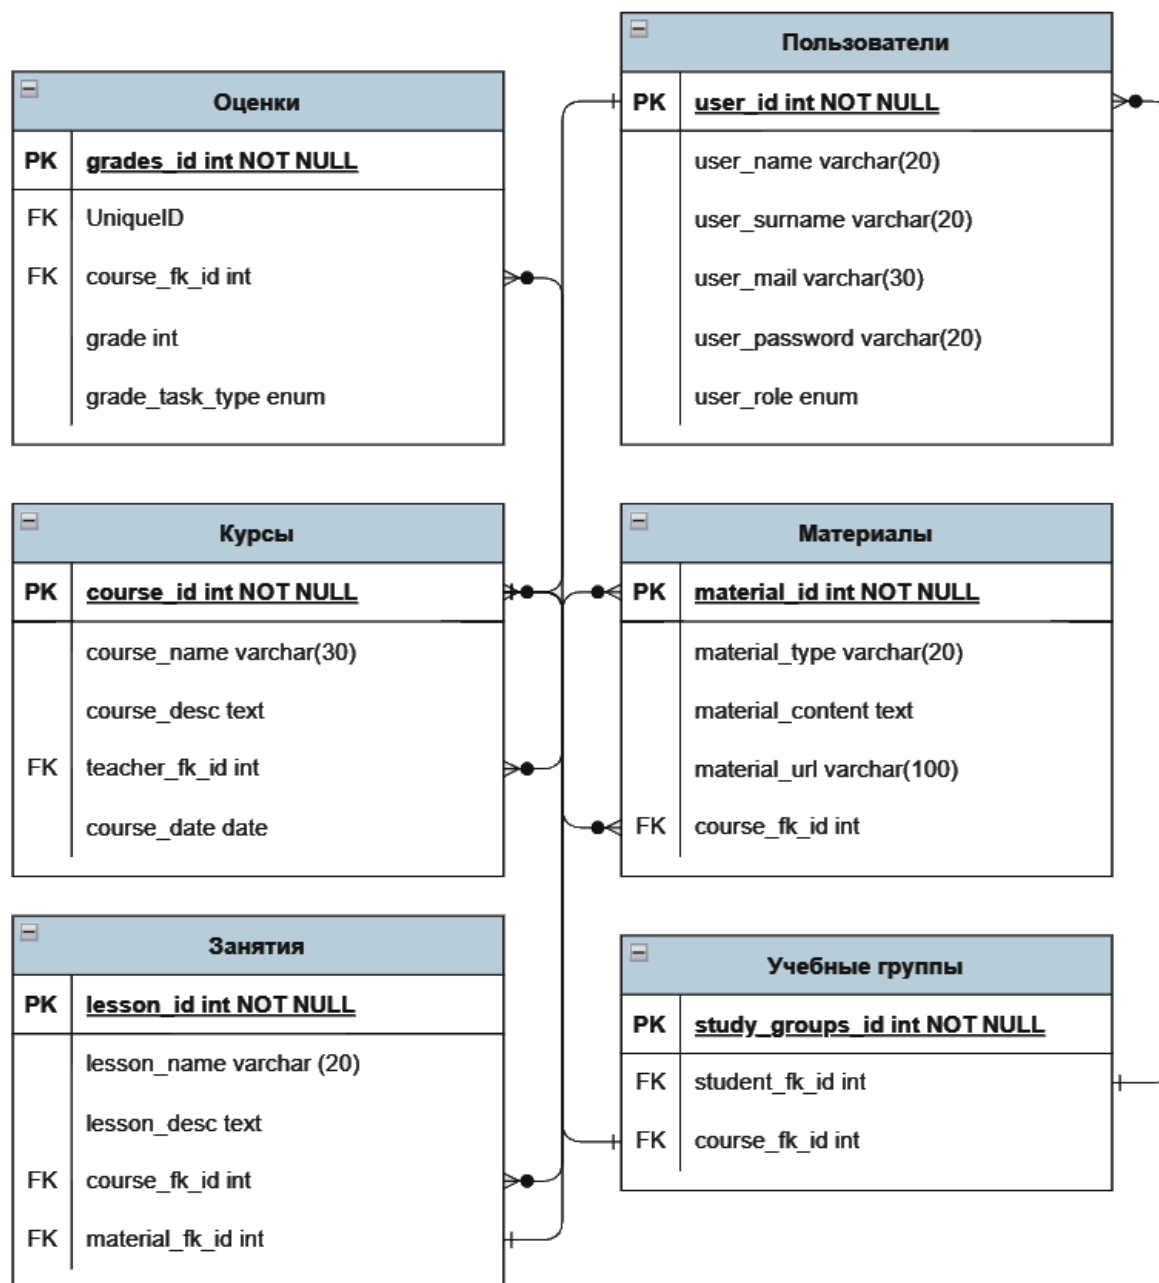 Оценки
PK grades_id int NOT NULL
FK UniqueID
FK course_fk_id int
grade int
grade_task_type enum
Пользователи
PK user_id int NOT NULL
user_name varchar(20)
user_surname varchar(20)
user_mail varchar(30)
user_password varchar(20)
user_role enum
Курсы
PK course_id int NOT NULL
course_name varchar(30)
course_desc text
FK teacher_fk_id int
course_date date
Материалы
PK material_id int NOT NULL
material_type varchar(20)
material_content text
material_url varchar(100)
FK course_fk_id int
Занятия
PK lesson_id int NOT NULL
lesson_name varchar (20)
lesson_desc text
FK course_fk_id int
FK material_fk_id int
Учебные группы
PK study_groups_id int NOT NULL
FK student_fk_id int
FK course_fk_id int